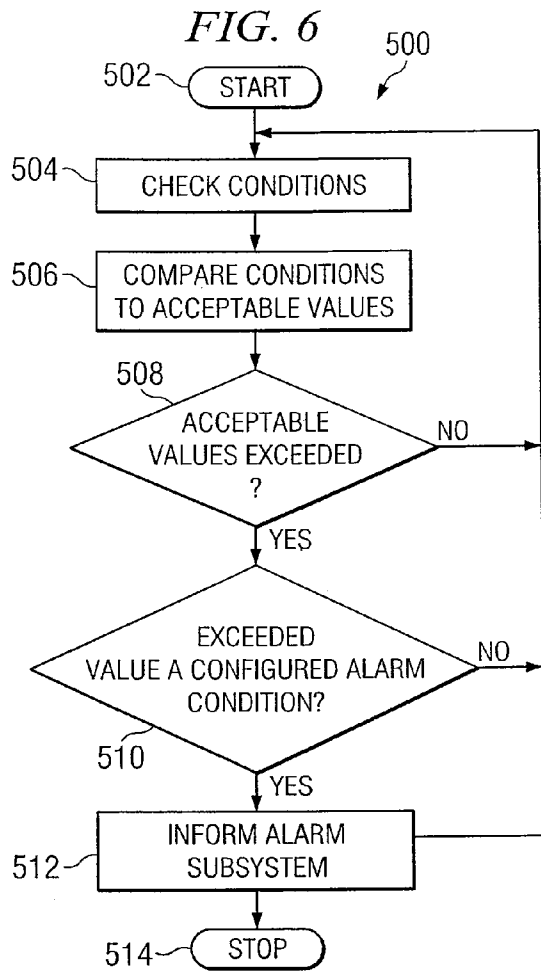 FIG. 6
500
502
START
504
CHECK CONDITIONS
506
COMPARE CONDITIONS
TO ACCEPTABLE VALUES
508
ACCEPTABLE
VALUES EXCEEDED
?
NO
YES
EXCEEDED
VALUE A CONFIGURED ALARM
CONDITION?
NO
510
YES
512
INFORM ALARM
SUBSYSTEM
514
STOP